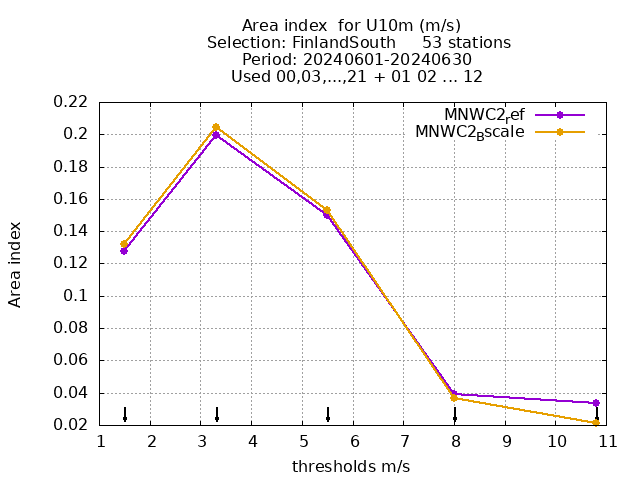 Area index for U10m (m/s)
Selection: FinlandSouth 53 stations
Period: 20240601-20240630
Used 00,03,...,21 + 01 02 ... 12
MNWC2ref
MNWC2Bscale
Area index
0.22
0.2
0.18
0.16
0.14
0.12
0.1
0.08
0.06
0.04
0.02
1 2 3 4 5 6 7 8 9 10 11
thresholds m/s